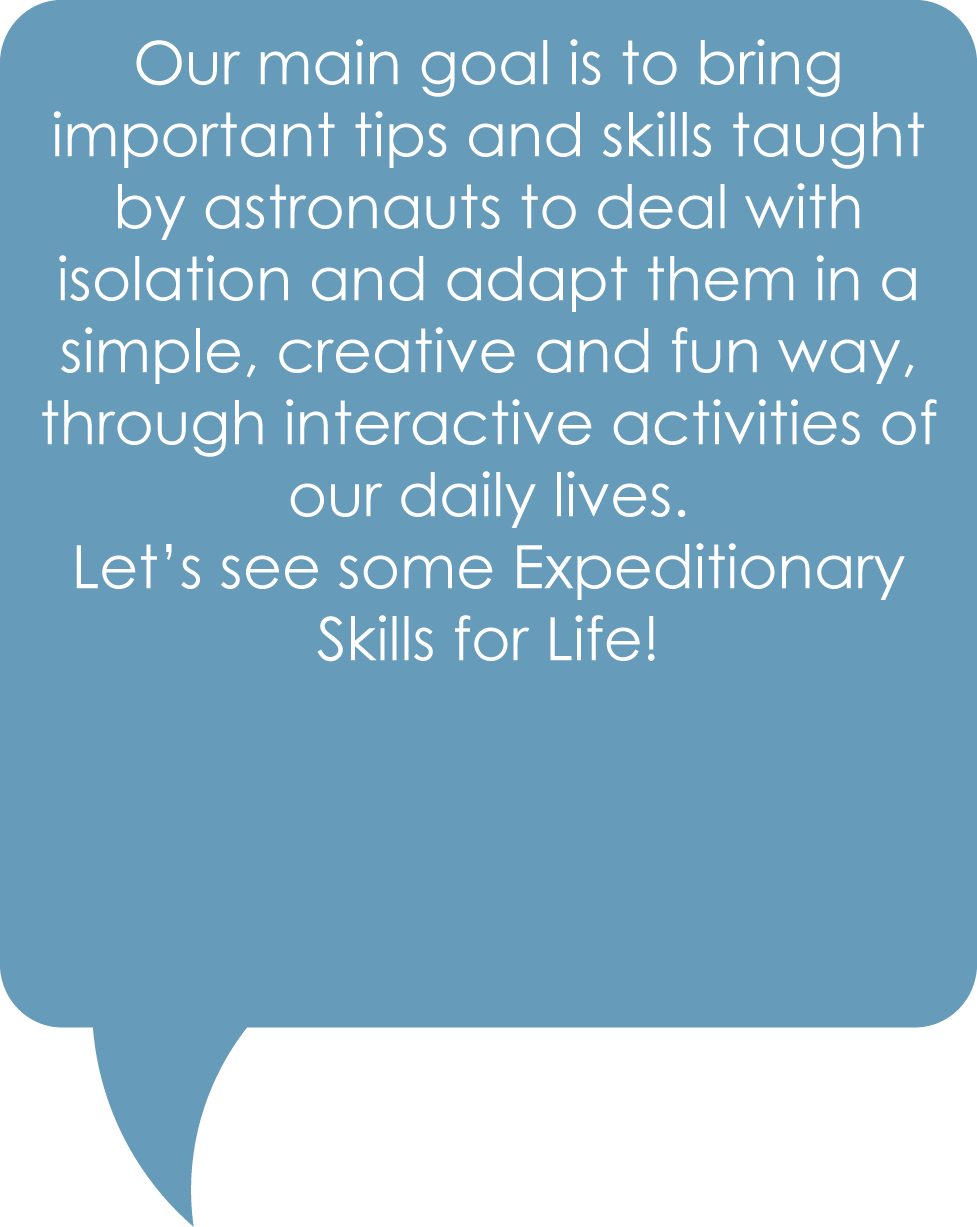 Our main goal is to bring
important tips and skills taught
by astronauts to deal with
isolation and adapt them in a
simple, creative and fun way,
through interactive activities of
our daily lives.
Let’s see some Expeditionary
Skills for Life!